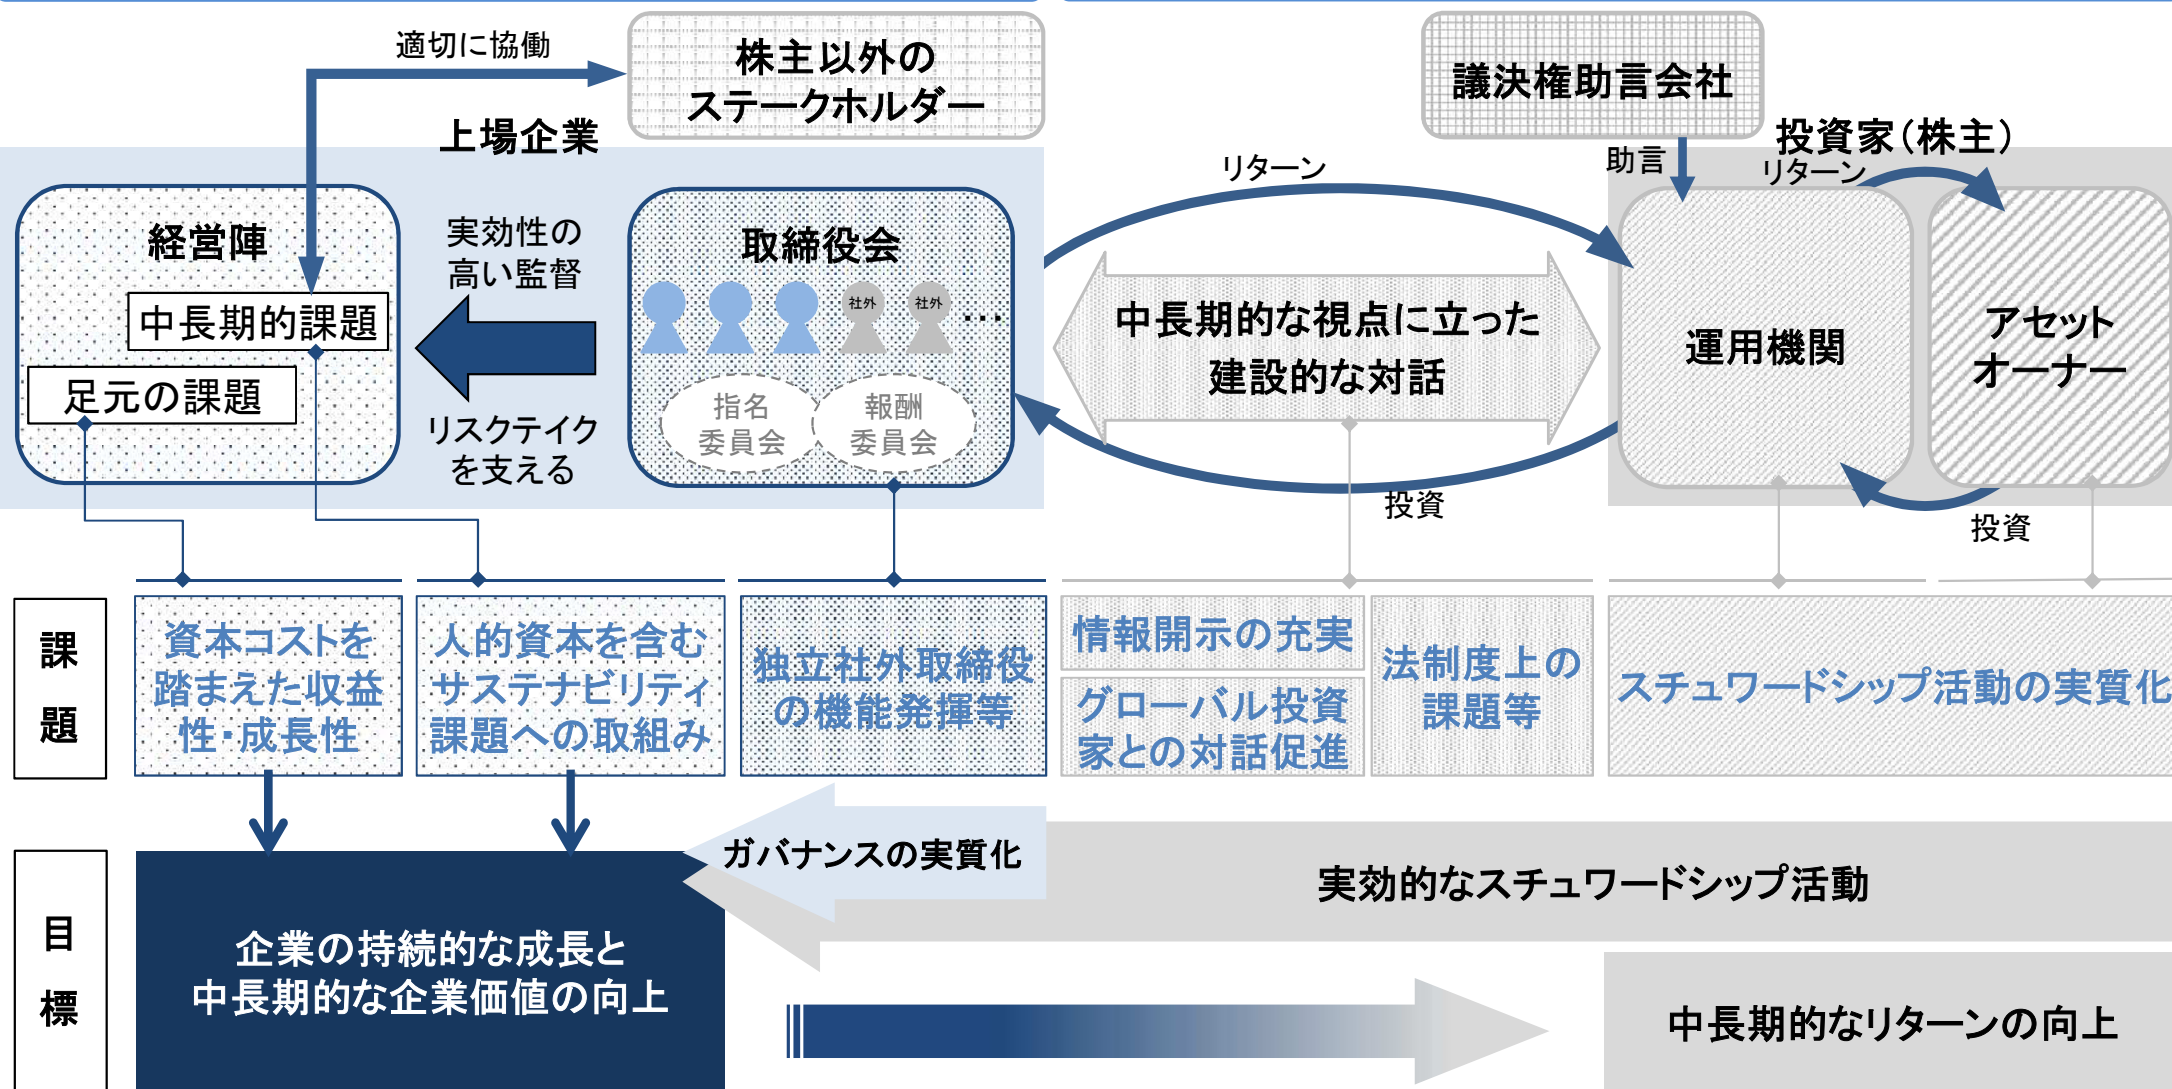 適切に協働
株主以外の
ステークホルダー
議決権助言会社
上場企業
投資家（株主）
リターン
助言
リターン
経営陣
中長期的課題
足元の課題
実効性の
高い監督
リスクテイク
を支える
取締役会
社外
社外
…
指名
委員会
報酬
委員会
中長期的な視点に立った
建設的な対話
投資
運用機関
アセット
オーナー
投資
課
題
資本コストを
踏まえた収益
性・成長性
人的資本を含む
サステナビリティ
課題への取組み
独立社外取締役
の機能発揮等
情報開示の充実
グローバル投資
家との対話促進
法制度上の
課題等
スチュワードシップ活動の実質化
ガバナンスの実質化
実効的なスチュワードシップ活動
目
標
企業の持続的な成長と
中長期的な企業価値の向上
中長期的なリターンの向上